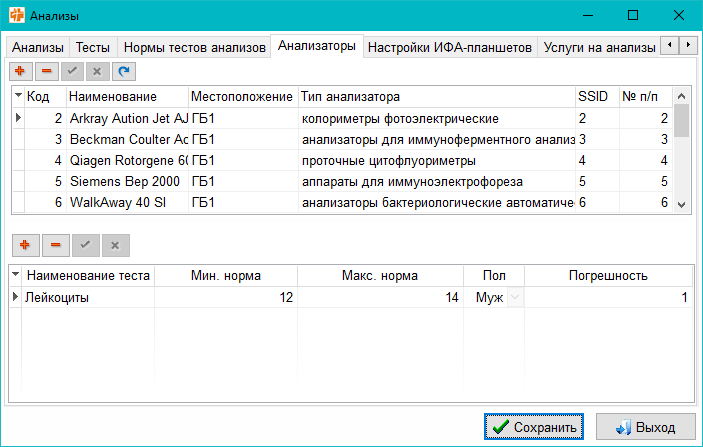 Анализы
Анализы Тесты Нормы тестов анализов Анализаторы Настройки ИФА-планшетов Услуги на анализы
Код Наименование Местоположение Тип анализатора SSID № п/п
2 Arkray Aution Jet AJ ГБ1 колориметры фотоэлектрические 2 2
3 Beckman Coulter Ac ГБ1 анализаторы для иммуноферментного анализ 3 3
4 Qiagen Rotorgene 60 ГБ1 проточные цитофлуориметры 4 4
5 Siemens Bep 2000 ГБ1 аппараты для иммуноэлектрофореза 5 5
6 WalkAway 40 SI ГБ1 анализаторы бактериологические автоматиче 6 6
Наименование теста Мин. норма Макс. норма Пол Погрешность
Лейкоциты 12 14 Муж 1
Сохранить Выход